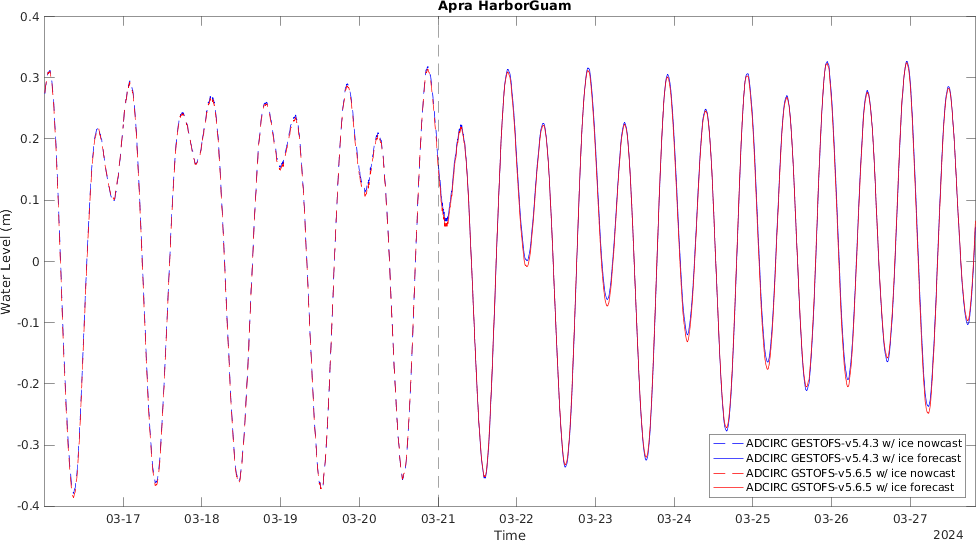 Apra HarborGuam
0.4
0.3
0.2
0.1
0
-0.1
-0.2
-0.3
-0.4
Water Level (m)
ADCIRC GESTOFS-v5.4.3 w/ ice nowcast
ADCIRC GESTOFS-v5.4.3 w/ ice forecast
ADCIRC GSTOFS-v5.6.5 w/ ice nowcast
ADCIRC GSTOFS-v5.6.5 w/ ice forecast
03-17 03-18 03-19 03-20 03-21 03-22 03-23 03-24 03-25 03-26 03-27
Time
2024